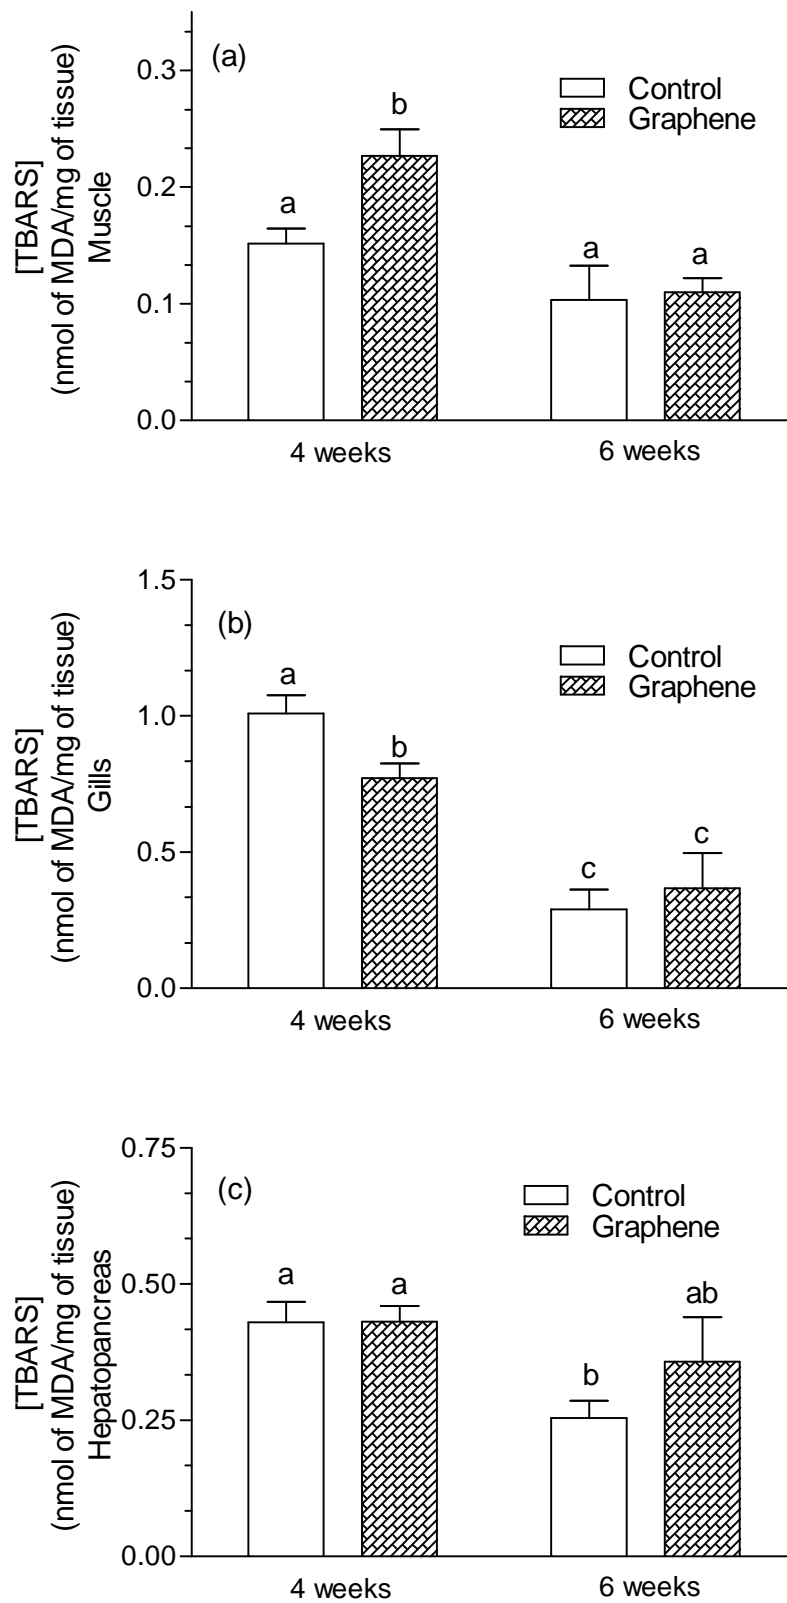 (a)
[TBARS]
(nmol of MDA/mg of tissue)
Muscle
0.3
0.2
0.1
0.0
Control
Graphene
a
b
a
a
4 weeks
6 weeks
(b)
[TBARS]
(nmol of MDA/mg of tissue)
Gills
1.5
1.0
0.5
0.0
Control
Graphene
a
b
c
c
4 weeks
6 weeks
(c)
[TBARS]
(nmol of MDA/mg of tissue)
Hepatopancreas
0.75
0.50
0.25
0.00
Control
Graphene
a
a
b
ab
4 weeks
6 weeks